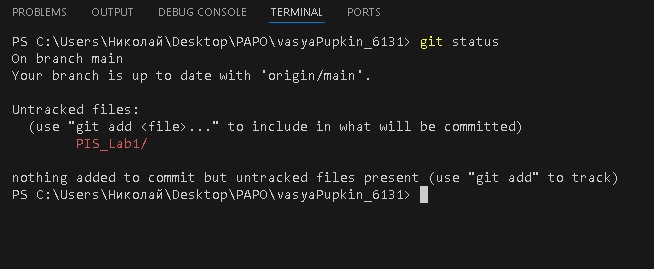 PROBLEMS OUTPUT DEBUG CONSOLE TERMINAL PORTS
PS C:\Users\Николай\Desktop\PAPO\vasyaPupkin_6131> git status
On branch main
Your branch is up to date with 'origin/main'.
Untracked files:
(use "git add <file>..." to include in what will be committed)
PIS_Lab1/
nothing added to commit but untracked files present (use "git add" to track)
PS C:\Users\Николай\Desktop\PAPO\vasyaPupkin_6131>